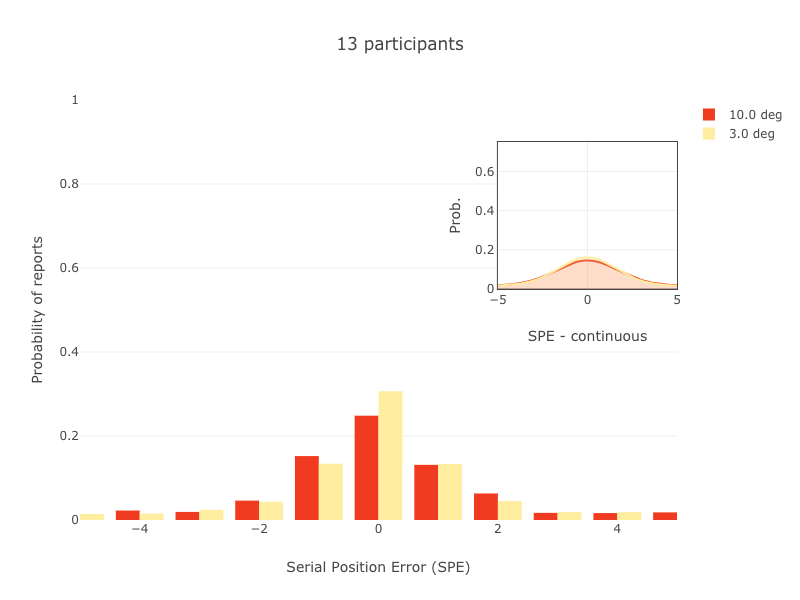 13 participants
1
0.8
0.6
0.4
0.2
0
Probability of reports
−4
−2
0
2
4
Serial Position Error (SPE)
10.0 deg
3.0 deg
0.6
0.4
0.2
0
Prob.
−5
0
5
SPE - continuous